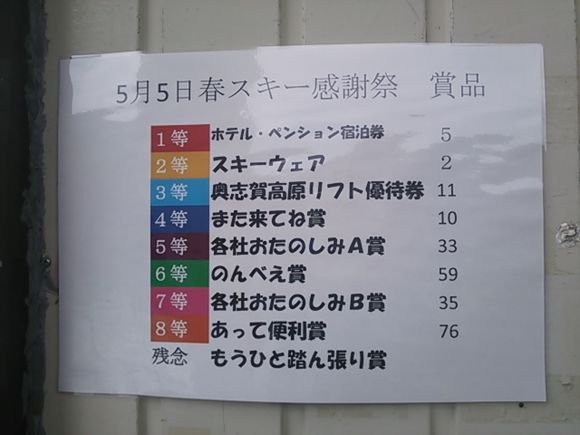 5月5日春スキー感謝祭 賞品
1等 ホテル・ペンション宿泊券 5
2等 スキーウェア 2
3等 奥志賀高原リフト優待券 11
4等 また来てね賞 10
5等 各社おたのしみA賞 33
6等 のんべえ賞 59
7等 各社おたのしみB賞 35
8等 あって便利賞 76
残念 もうひと踏ん張り賞